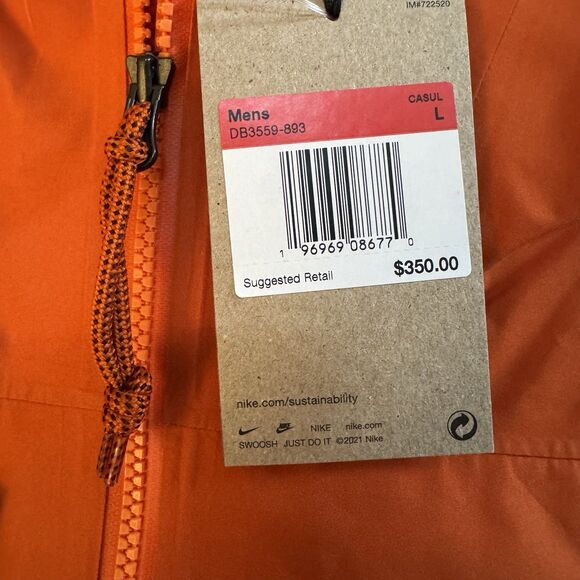 IM#722520
Mens CASUL
DB3559-893 L
1 96969 08677 0
Suggested Retail $350.00
nike.com/sustainability
NIKE nike.com
SWOOSH JUST DO IT ©2021 Nike